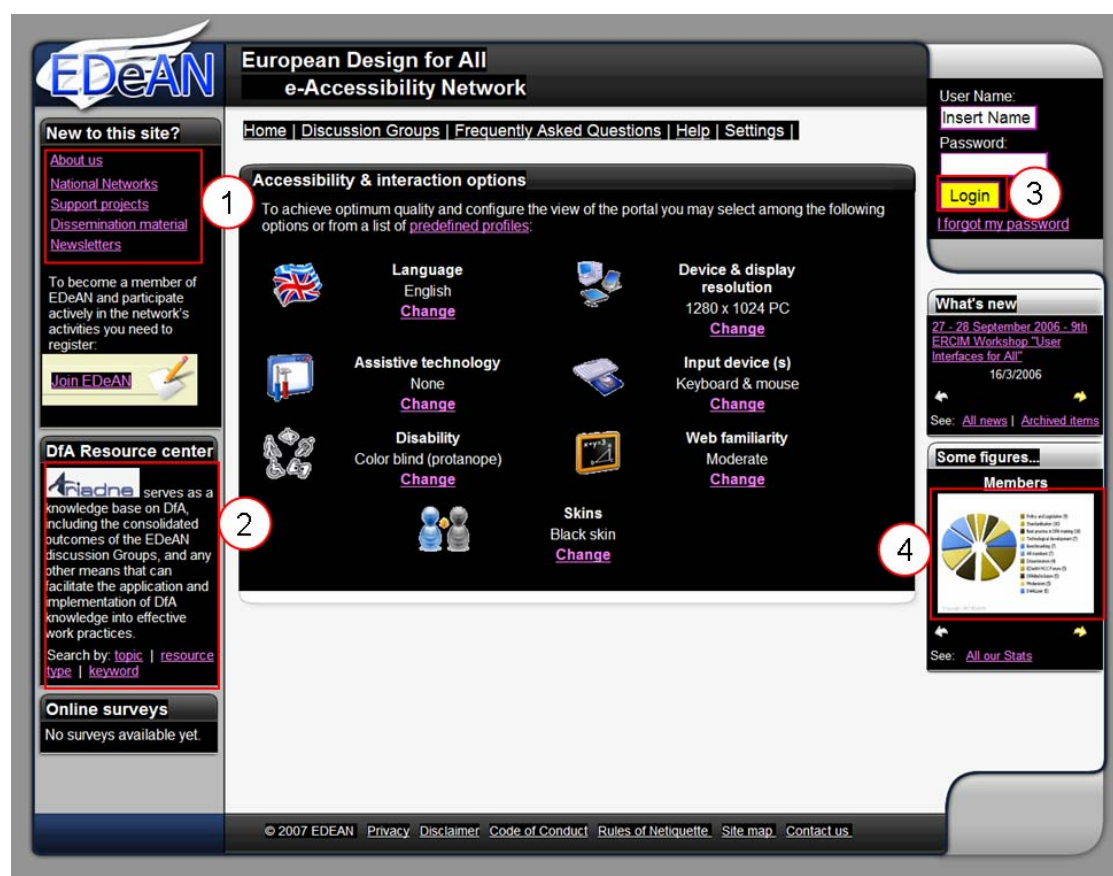 EDeAN
European Design for All
e-Accessibility Network
Home | Discussion Groups | Frequently Asked Questions | Help | Settings |
New to this site?
About us
National Networks
Support projects
Dissemination material
Newsletters
1
To become a member of
EDeAN and participate
actively in the network's
activities you need to
register:
Join EDeAN
DfA Resource center
Ariadne serves as a
knowledge base on DfA,
including the consolidated
outcomes of the EDeAN
discussion Groups, and any
other means that can
facilitate the application and
implementation of DfA
knowledge into effective
work practices.
Search by: topic | resource
type | keyword
2
Online surveys
No surveys available yet.
Accessibility & interaction options
To achieve optimum quality and configure the view of the portal you may select among the following
options or from a list of predefined profiles:
Language
English
Change
Device & display
resolution
1280 x 1024 PC
Change
Assistive technology
None
Change
Input device (s)
Keyboard & mouse
Change
Disability
Color blind (protanope)
Change
Web familiarity
Moderate
Change
Skins
Black skin
Change
User Name:
Insert Name
Password:
Login
3
I forgot my password
What's new
27 - 28 September 2006 - 9th
ERCIM Workshop "User
Interfaces for All"
16/3/2006
See: All news | Archived items
Some figures...
Members
4
See: All our Stats
© 2007 EDEAN Privacy Disclaimer Code of Conduct Rules of Netiquette Site map Contact us